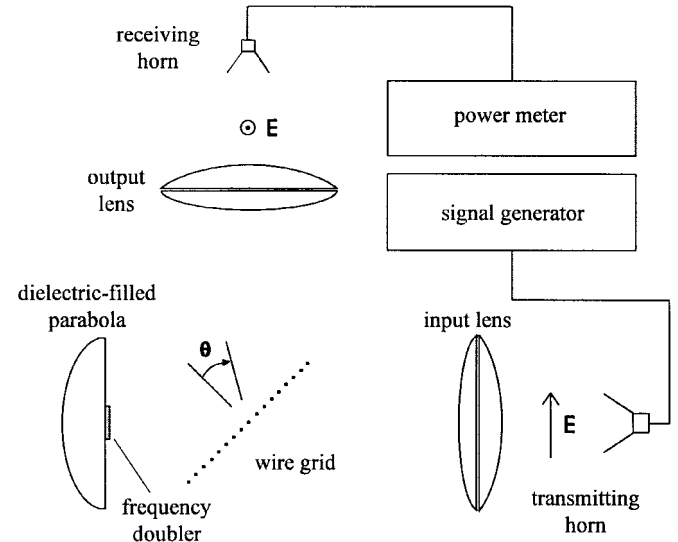 receiving
horn
E
power meter
output
lens
signal generator
dielectric-filled
parabola
input lens
θ
E
wire grid
transmitting
horn
frequency
doubler